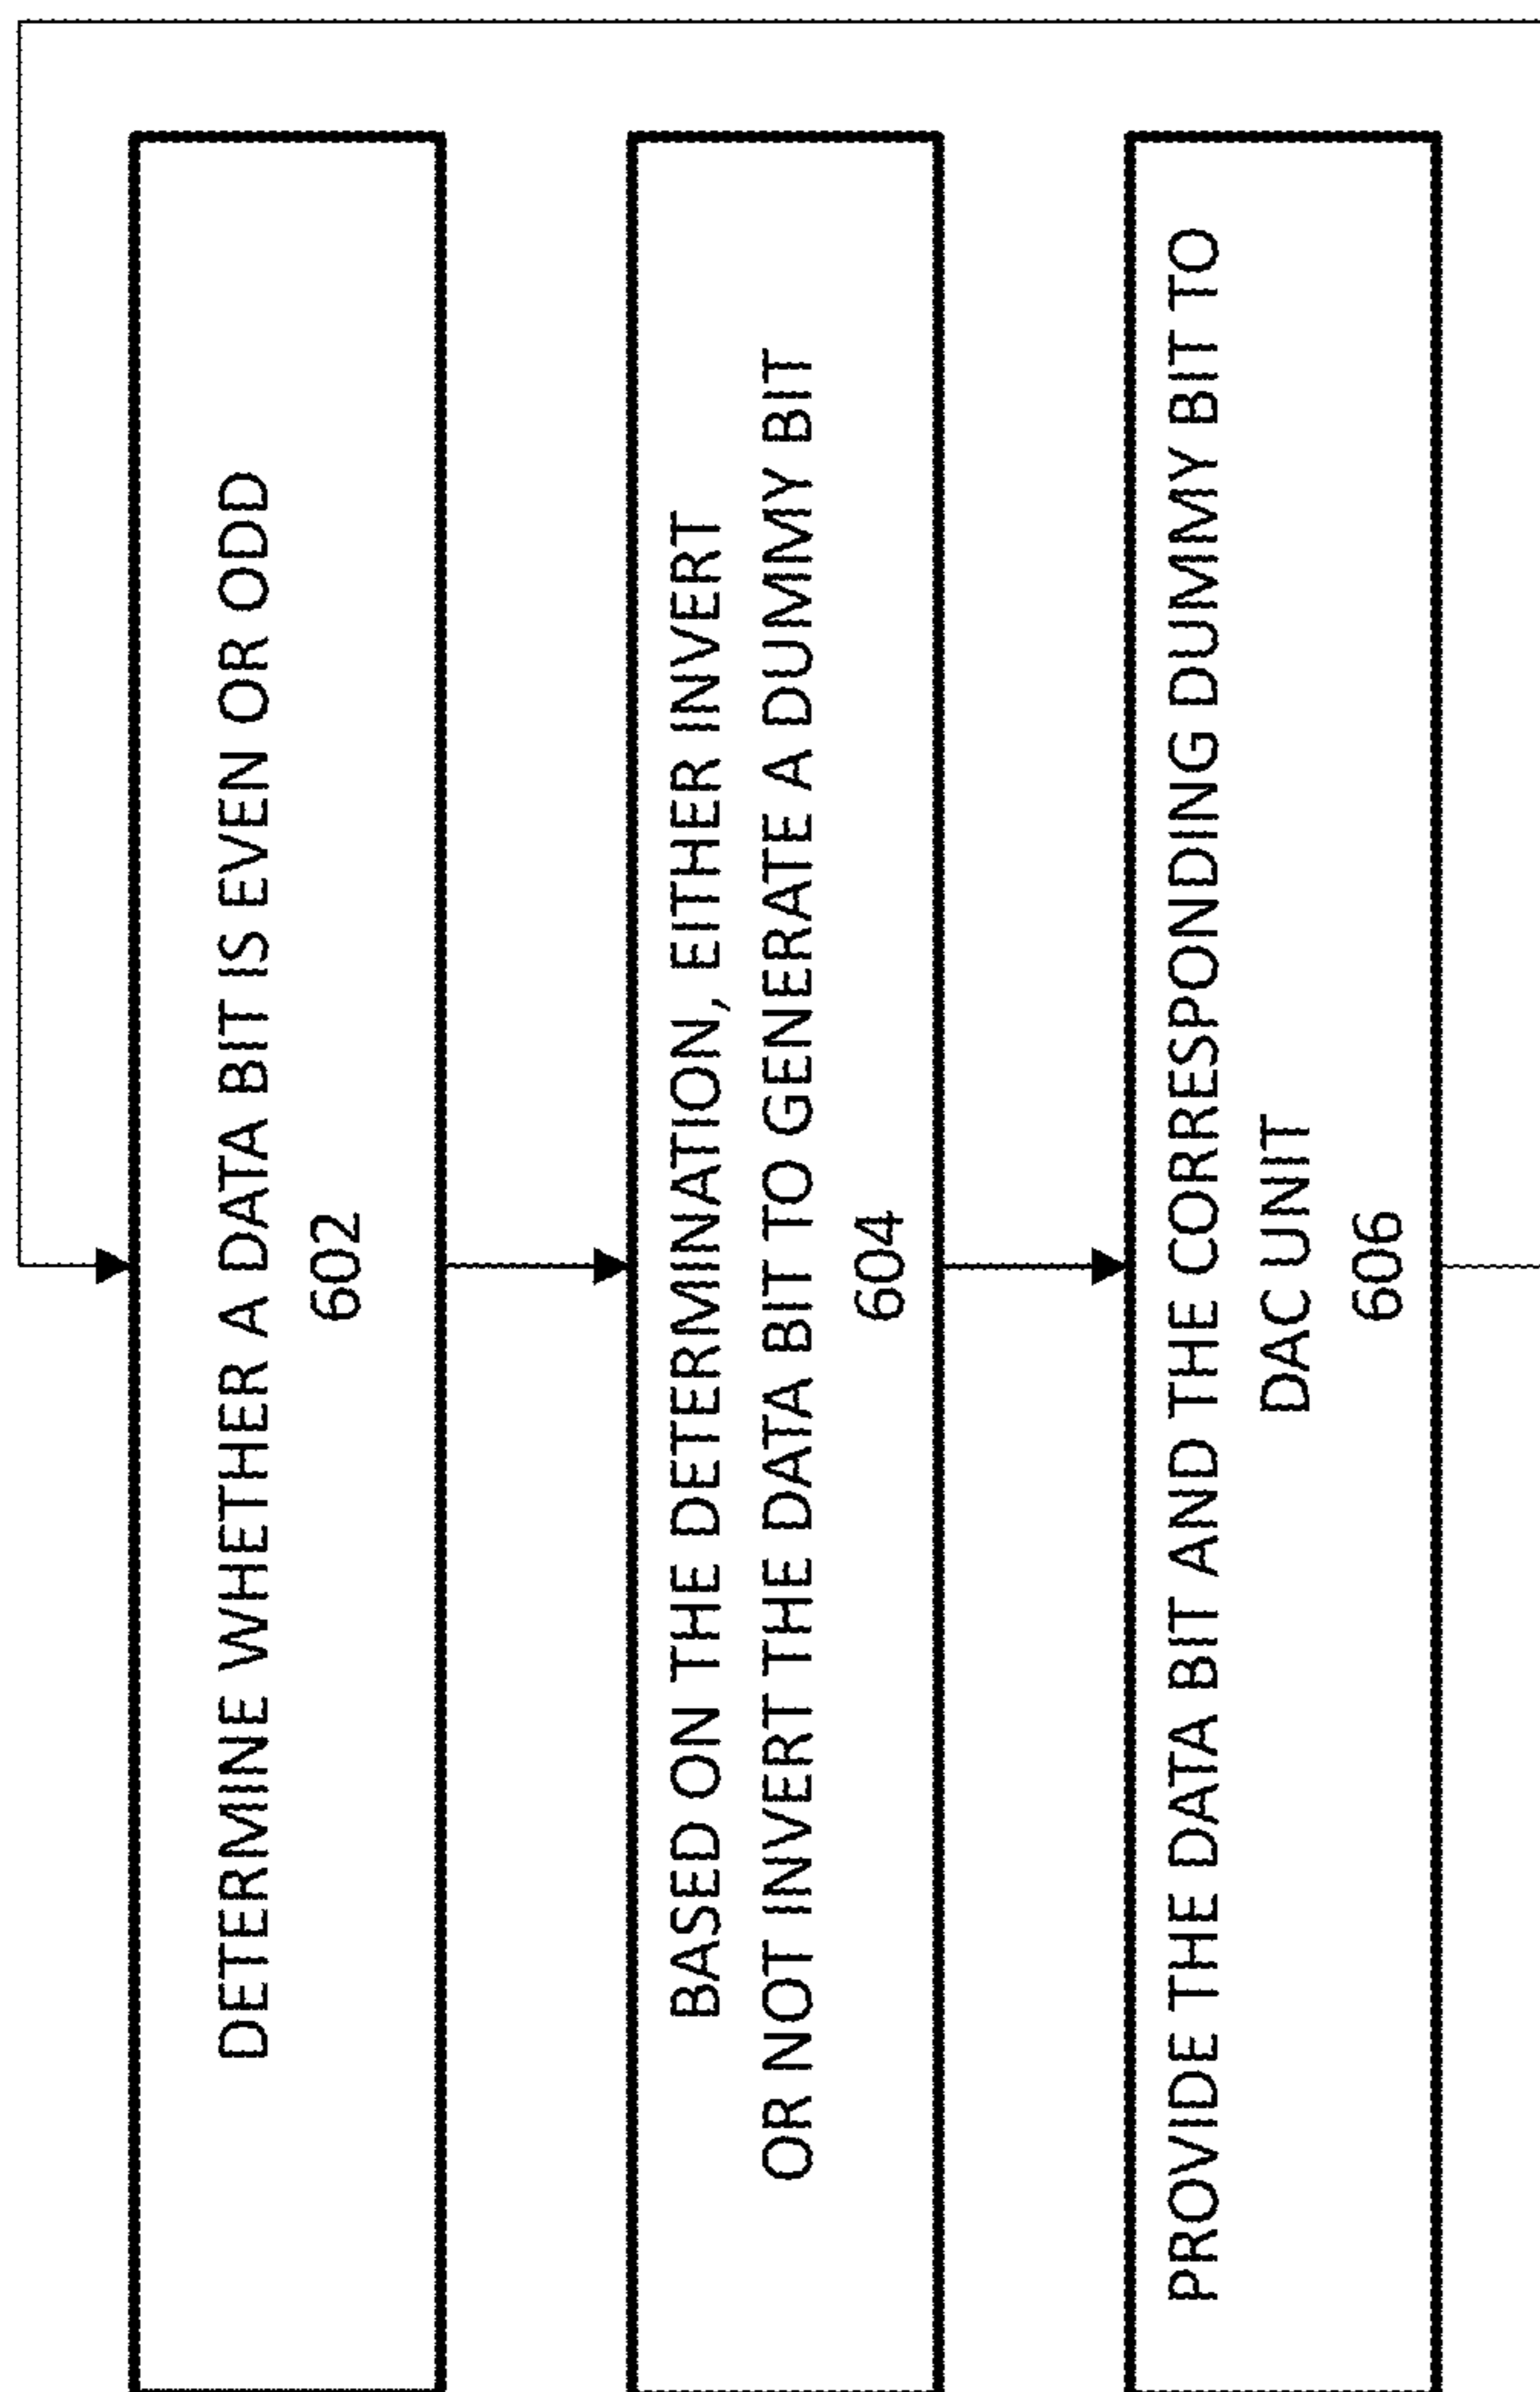 DETERMINE WHETHER A DATA BIT IS EVEN OR ODD
602
BASED ON THE DETERMINATION, EITHER INVERT
OR NOT INVERT THE DATA BIT TO GENERATE A DUMMY BIT
604
PROVIDE THE DATA BIT AND THE CORRESPONDING DUMMY BIT TO
DAC UNIT
606